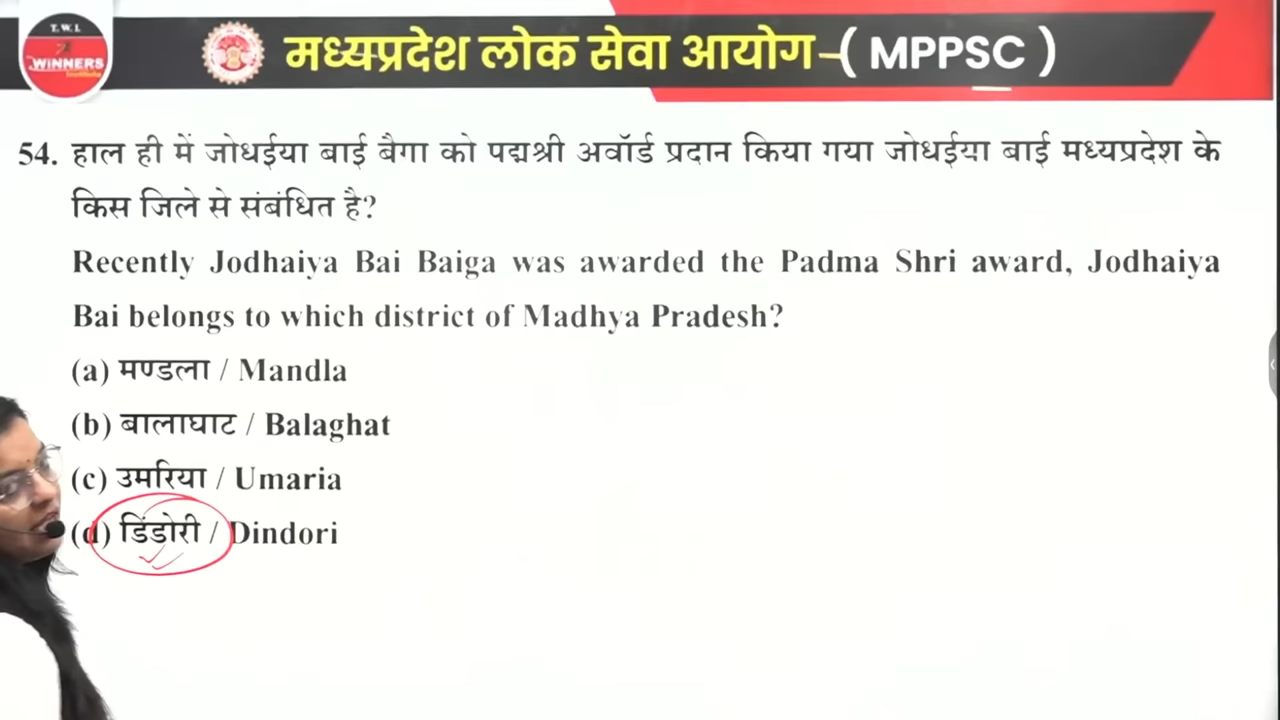 T.W.I.
WINNERS
Institute
मध्यप्रदेश लोक सेवा आयोग-( MPPSC )
54. हाल ही में जोधईया बाई बैगा को पद्मश्री अवॉर्ड प्रदान किया गया जोधईया बाई मध्यप्रदेश के
किस जिले से संबंधित है?
Recently Jodhaiya Bai Baiga was awarded the Padma Shri award, Jodhaiya
Bai belongs to which district of Madhya Pradesh?
(a) मण्डला / Mandla
(b) बालाघाट / Balaghat
(c) उमरिया / Umaria
(d) डिंडोरी / Dindori